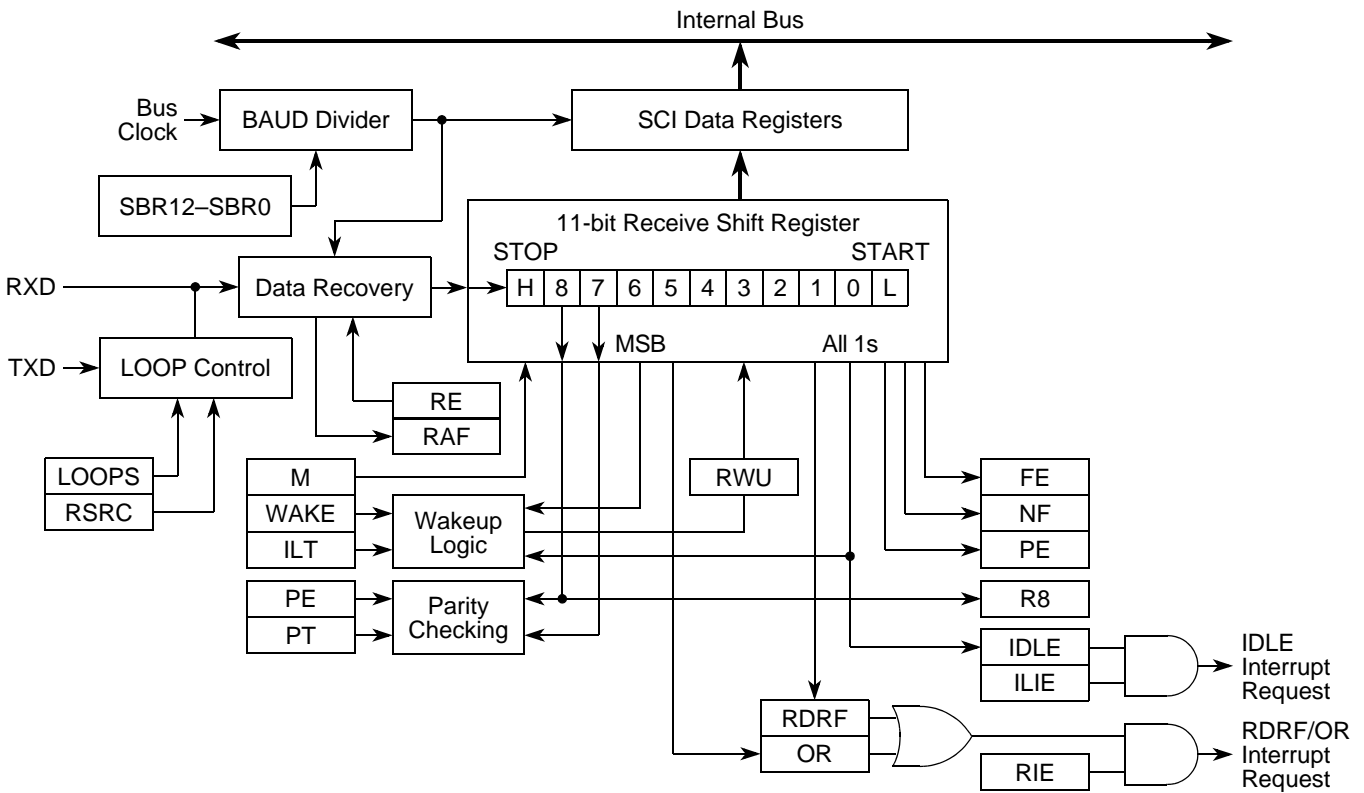 Internal Bus
Bus
Clock
BAUD Divider
SCI Data Registers
SBR12–SBR0
11-bit Receive Shift Register
STOP
START
RXD
Data Recovery
H 8 7 6 5 4 3 2 1 0 L
MSB
All 1s
TXD
LOOP Control
RE
RAF
LOOPS
RSRC
M
WAKE
ILT
Wakeup
Logic
RWU
FE
NF
PE
PE
PT
Parity
Checking
R8
IDLE
ILIE
IDLE
Interrupt
Request
RDRF
OR
RIE
RDRF/OR
Interrupt
Request